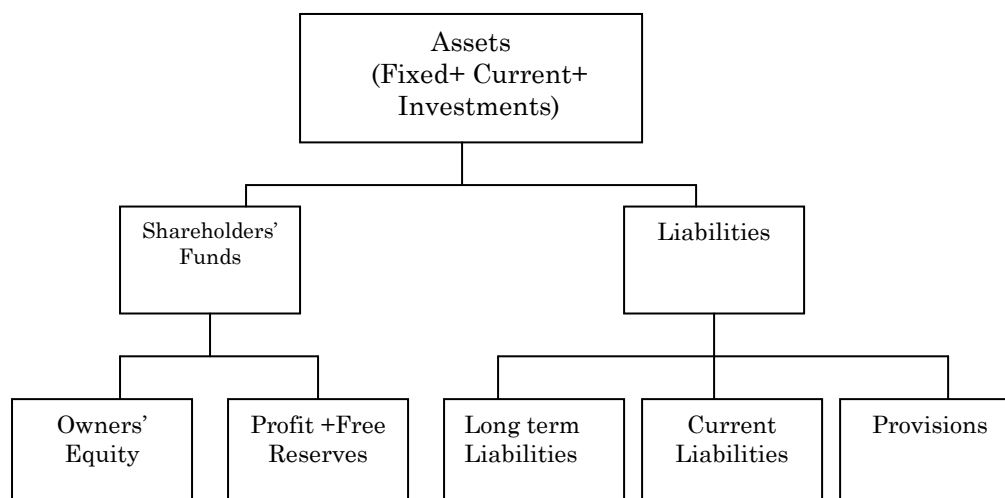 Assets
(Fixed+ Current+
Investments)
Shareholders’
Funds
Liabilities
Owners’
Equity
Profit +Free
Reserves
Long term
Liabilities
Current
Liabilities
Provisions